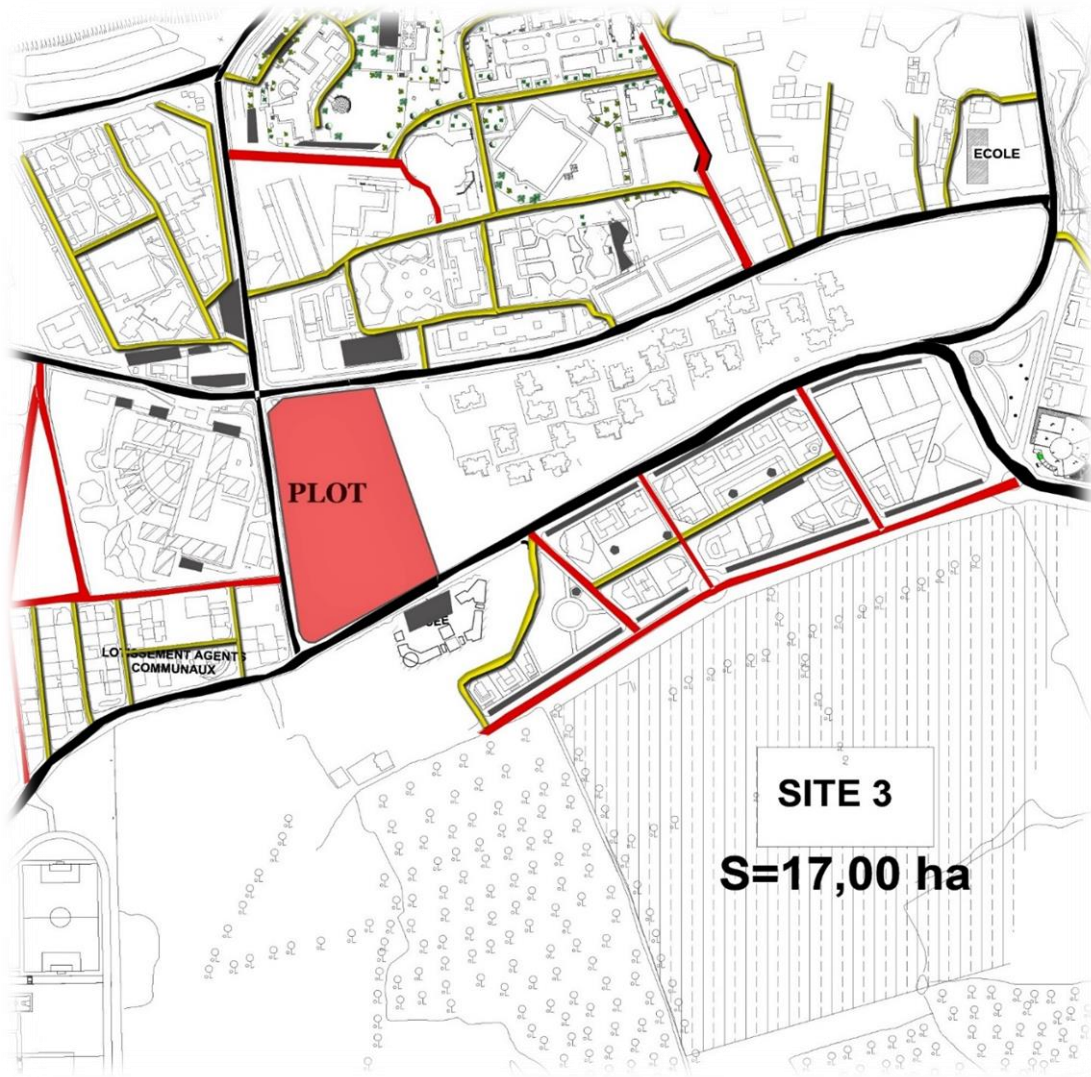 ECOLE
PLOT
LOTISSEMENT AGENTS
COMMUNAUX
SITE 3
S=17,00 ha